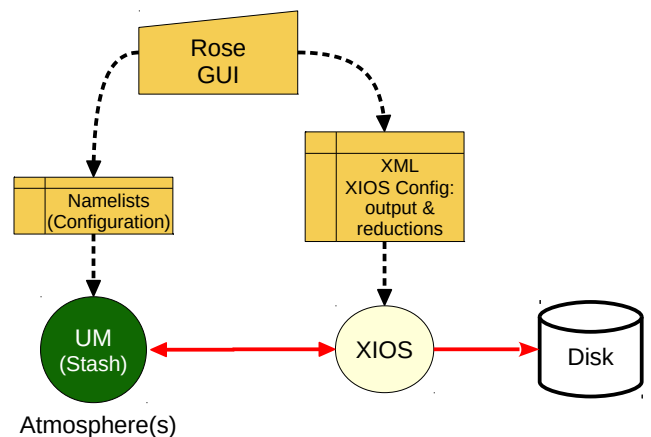 Rose
GUI
Namelists
(Configuration)
XML
XIOS Config:
output &
reductions
UM
(Stash)
XIOS
Disk
Atmosphere(s)